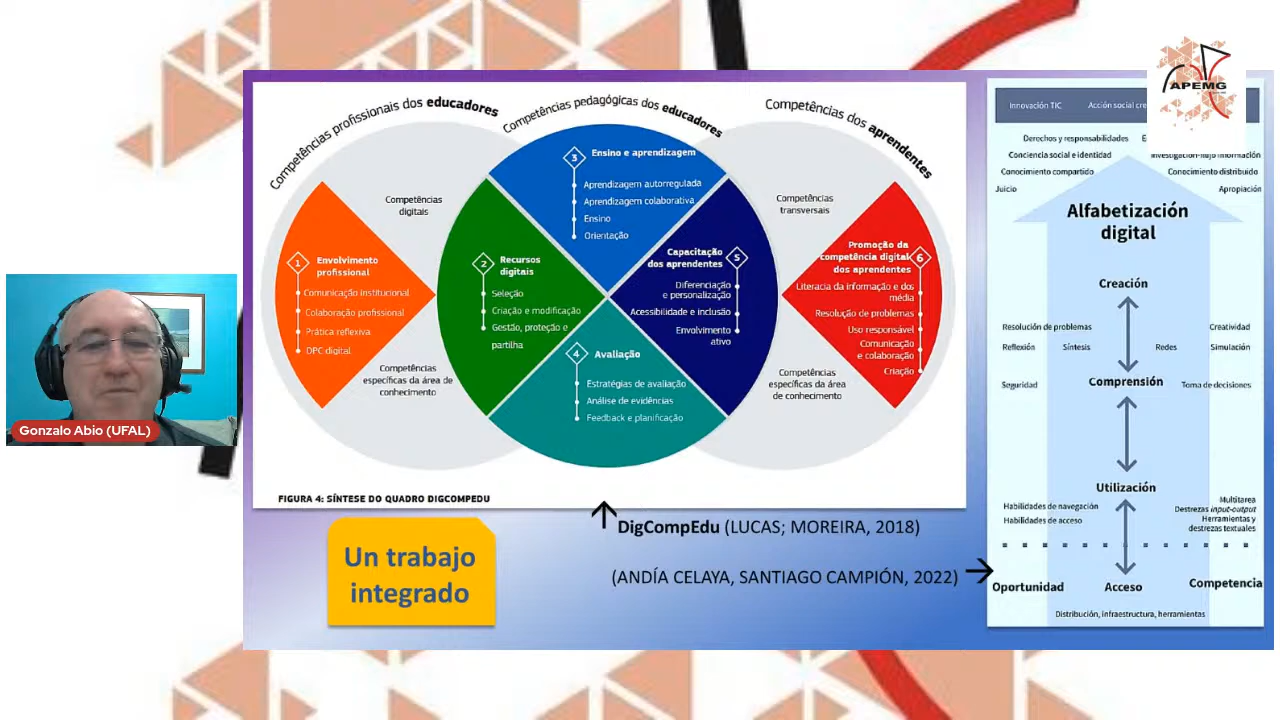 APEMG
Competências profissionais dos educadores
Competências pedagógicas dos educadores
Competências dos aprendentes
Competências
digitais
Competências
transversais
1
Envolvimento
profissional
Comunicação institucional
Colaboração profissional
Prática reflexiva
DPC digital
2
Recursos
digitais
Seleção
Criação e modificação
Gestão, proteção e
partilha
3
Ensino e aprendizagem
Aprendizagem autorregulada
Aprendizagem colaborativa
Ensino
Orientação
4
Avaliação
Estratégias de avaliação
Análise de evidências
Feedback e planificação
Capacitação
dos aprendentes
5
Diferenciação
e personalização
Acessibilidade e inclusão
Envolvimento
ativo
Promoção da
competência digital
dos aprendentes
6
Literacia da informação e dos
média
Resolução de problemas
Uso responsável
Comunicação
e colaboração
Criação
Competências
específicas da área de
conhecimento
Competências
específicas da área
de conhecimento
FIGURA 4: SÍNTESE DO QUADRO DIGCOMPEDU
Gonzalo Abio (UFAL)
Un trabajo
integrado
DigCompEdu (LUCAS; MOREIRA, 2018)
(ANDÍA CELAYA, SANTIAGO CAMPIÓN, 2022)
Innovación TIC Acción social
Derechos y responsabilidades
Conciencia social e identidad
Conocimiento compartido Conocimiento distribuido
Juicio Apropiación
Alfabetización
digital
Creación
Resolución de problemas Creatividad
Reflexión Síntesis Redes Simulación
Comprensión
Seguridad Toma de decisiones
Utilización
Habilidades de navegación
Habilidades de acceso
Multitarea
Destrezas input-output
Herramientas y
destrezas textuales
Oportunidad Acceso Competencia
Distribución, infraestructura, herramientas